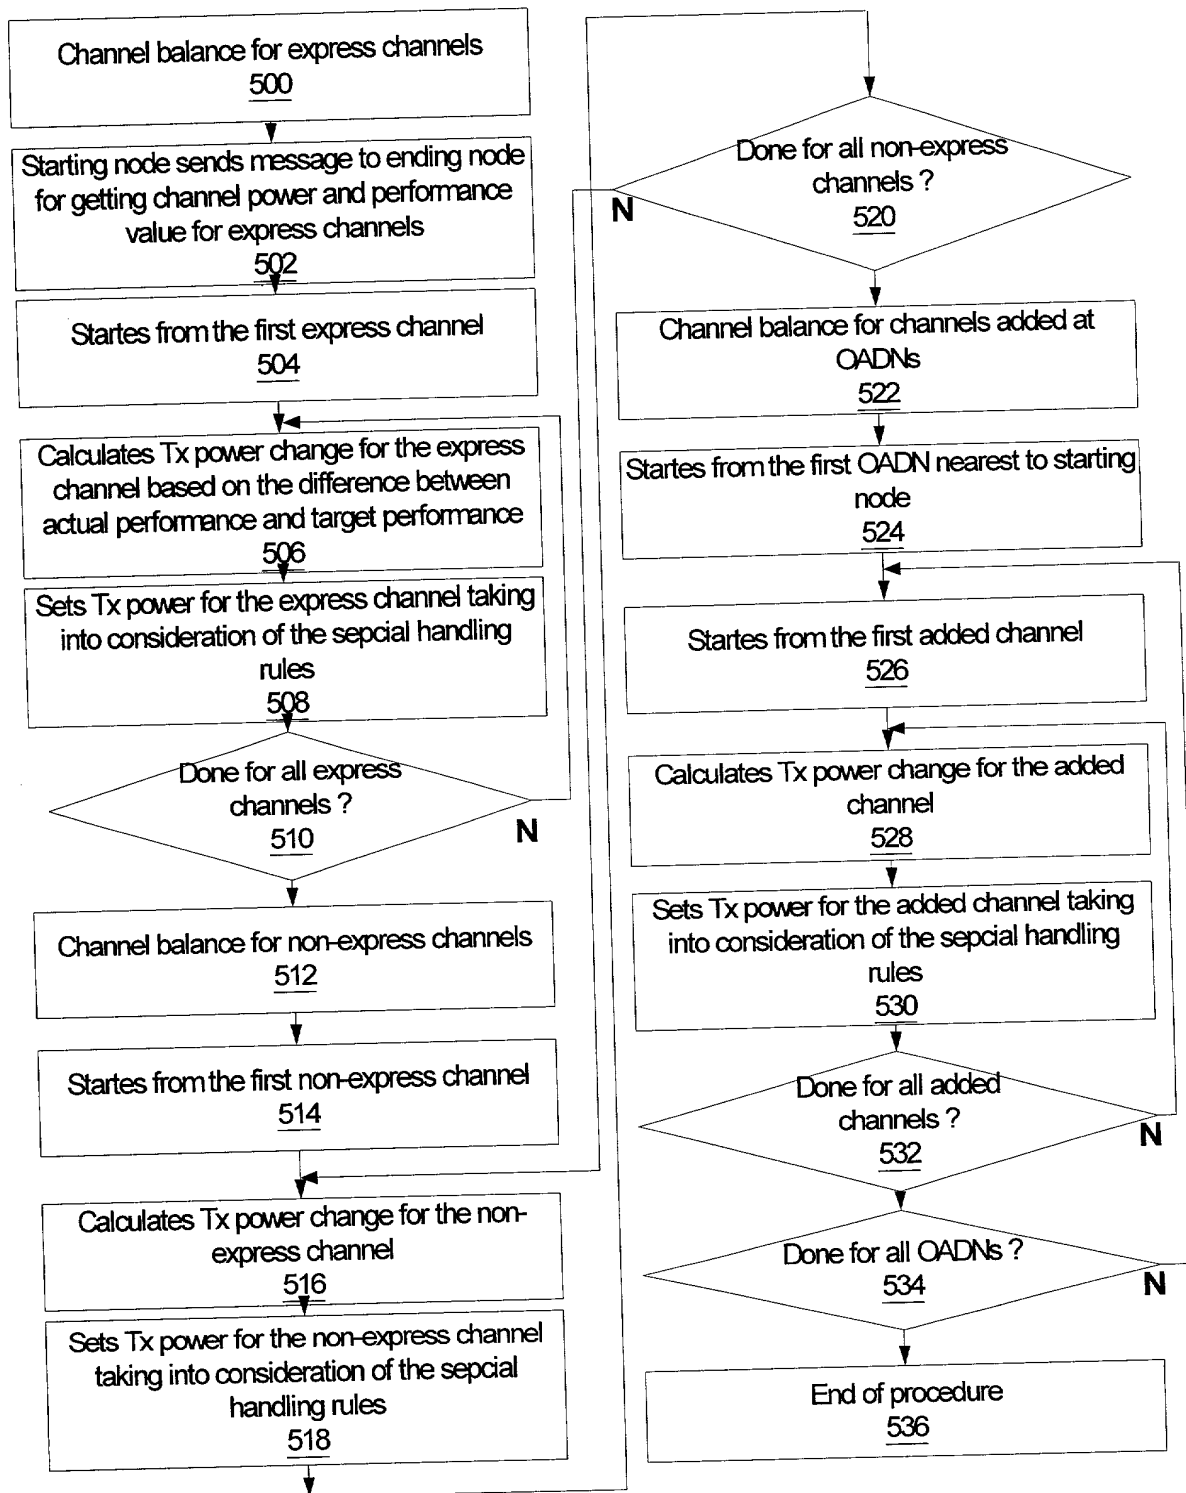 Channel balance for express channels
500
Starting node sends message to ending node
for getting channel power and performance
value for express channels
502
Startes from the first express channel
504
Calculates Tx power change for the express
channel based on the difference between
actual performance and target performance
506
Sets Tx power for the express channel taking
into consideration of the sepcial handling
rules
508
Done for all express
channels ?
510
N
Channel balance for non-express channels
512
Startes from the first non-express channel
514
Calculates Tx power change for the non-
express channel
516
Sets Tx power for the non-express channel
taking into consideration of the sepcial
handling rules
518
Done for all non-express
channels ?
520
N
Channel balance for channels added at
OADNs
522
Startes from the first OADN nearest to starting
node
524
Startes from the first added channel
526
Calculates Tx power change for the added
channel
528
Sets Tx power for the added channel taking
into consideration of the sepcial handling
rules
530
Done for all added
channels ?
532
N
Done for all OADNs ?
534
N
End of procedure
536